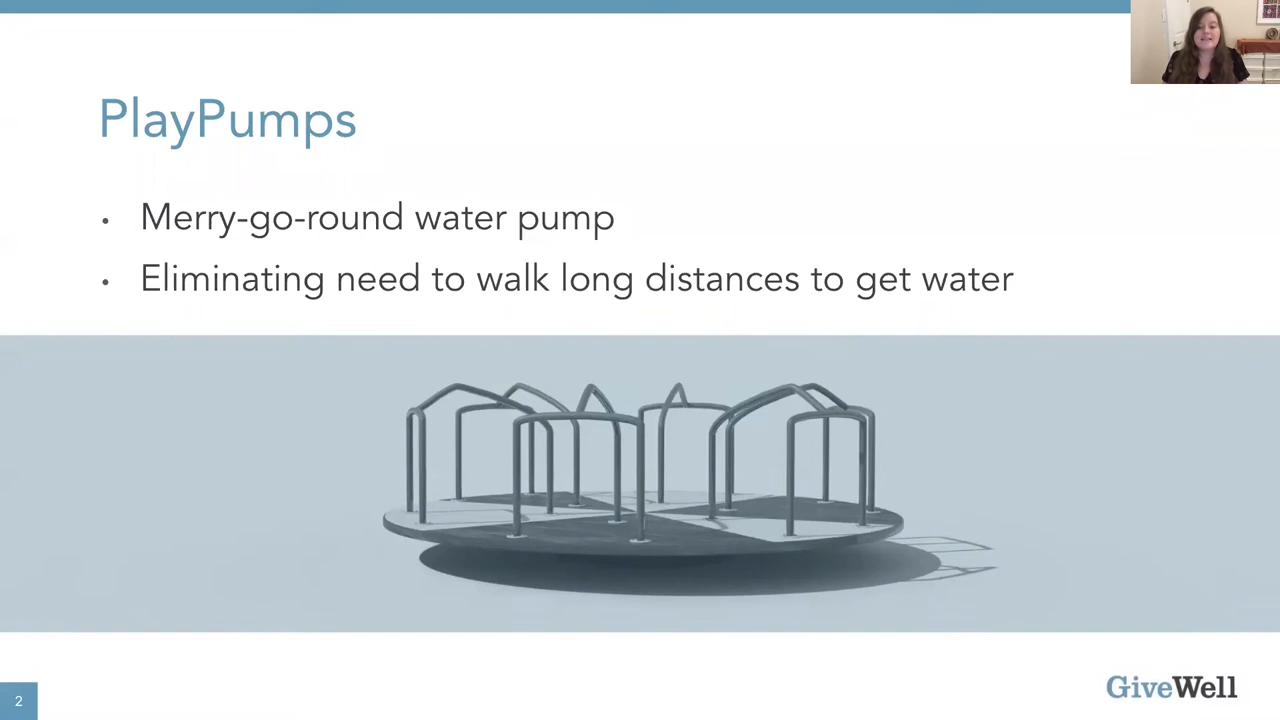 PlayPumps
• Merry-go-round water pump
• Eliminating need to walk long distances to get water
2
GiveWell